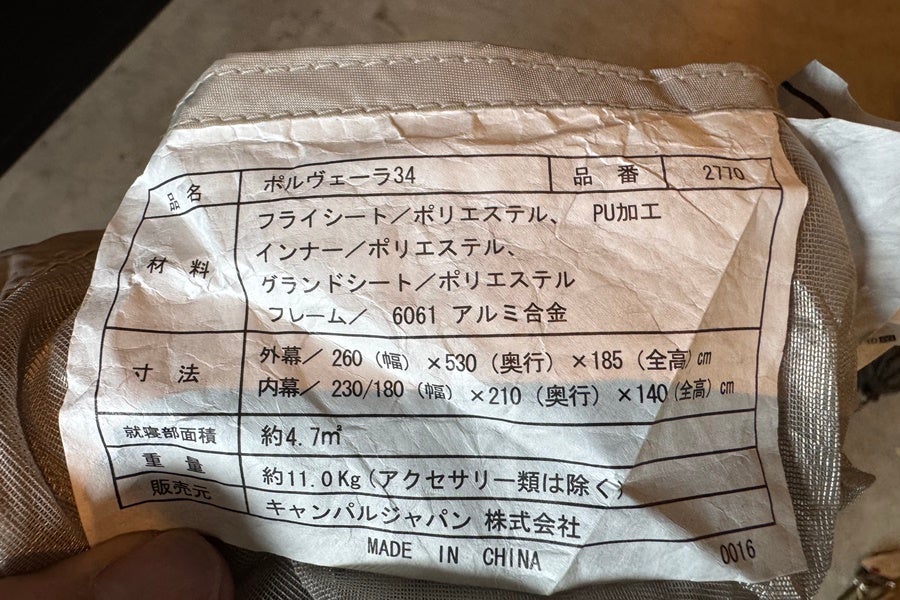 品名 ポルヴェーラ34 品番 2770
材料 フライシート／ポリエステル、 PU加工
インナー／ポリエステル、
グランドシート／ポリエステル
フレーム／ 6061 アルミ合金
寸法 外幕／ 260（幅）×530（奥行）×185（全高）cm
内幕／ 230/180（幅）×210（奥行）×140（全高）cm
就寝部面積 約4.7㎡
重量 約11.0Kg（アクセサリー類は除く）
販売元 キャンパルジャパン 株式会社
MADE IN CHINA 0016